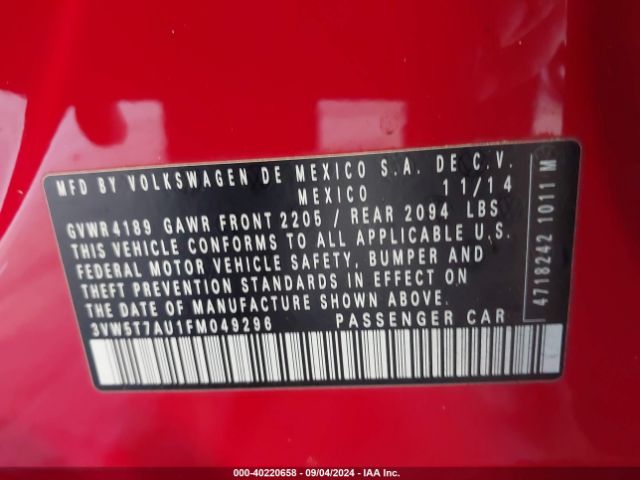 MFD BY VOLKSWAGEN DE MEXICO S.A. DE C.V.
MEXICO 11/14
GVWR 4189 GAWR FRONT 2205 / REAR 2094 LBS
THIS VEHICLE CONFORMS TO ALL APPLICABLE U.S.
FEDERAL MOTOR VEHICLE SAFETY, BUMPER AND
THEFT PREVENTION STANDARDS IN EFFECT ON
THE DATE OF MANUFACTURE SHOWN ABOVE.
3VW5T7AU1FM049296 PASSENGER CAR
4718242 1011 M
000-40220658 - 09/04/2024 - IAA Inc.